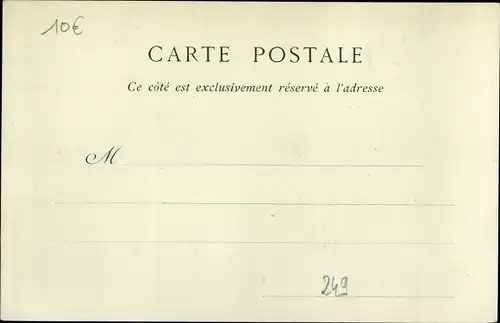 10€
CARTE POSTALE
Ce côté est exclusivement réservé à l'adresse
M
249